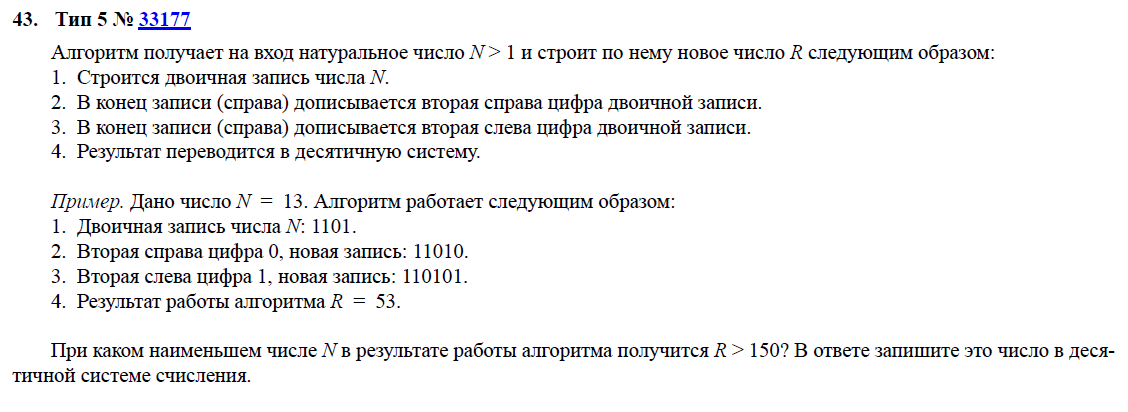 43. Тип 5 № 33177
Алгоритм получает на вход натуральное число N > 1 и строит по нему новое число R следующим образом:
1. Строится двоичная запись числа N.
2. В конец записи (справа) дописывается вторая справа цифра двоичной записи.
3. В конец записи (справа) дописывается вторая слева цифра двоичной записи.
4. Результат переводится в десятичную систему.
Пример. Дано число N = 13. Алгоритм работает следующим образом:
1. Двоичная запись числа N: 1101.
2. Вторая справа цифра 0, новая запись: 11010.
3. Вторая слева цифра 1, новая запись: 110101.
4. Результат работы алгоритма R = 53.
При каком наименьшем числе N в результате работы алгоритма получится R > 150? В ответе запишите это число в деся-
тичной системе счисления.